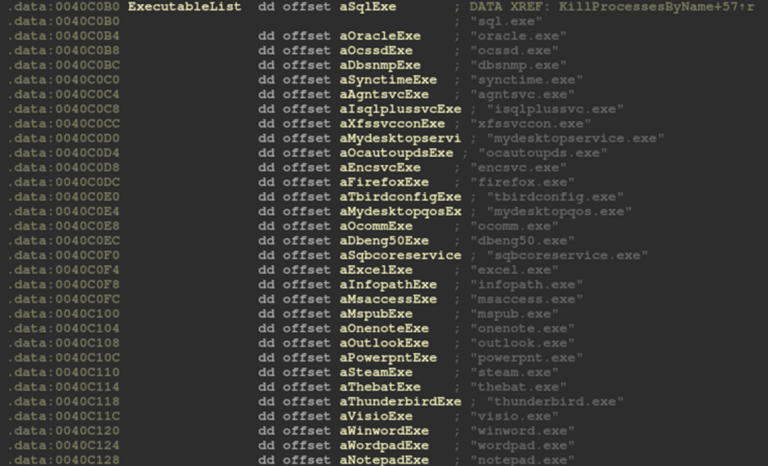 .data:0040C0B0 ExecutableList dd offset aSqlExe ; DATA XREF: KillProcessesByName+57↑r
.data:0040C0B0 ; "sql.exe"
.data:0040C0B4 dd offset aOracleExe ; "oracle.exe"
.data:0040C0B8 dd offset aOcssdExe ; "ocssd.exe"
.data:0040C0BC dd offset aDbsnmpExe ; "dbsnmp.exe"
.data:0040C0C0 dd offset aSynctimeExe ; "synctime.exe"
.data:0040C0C4 dd offset aAgntsvcExe ; "agntsvc.exe"
.data:0040C0C8 dd offset aIsqlplussvcExe ; "isqlplussvc.exe"
.data:0040C0CC dd offset aXfssvcconExe ; "xfssvccon.exe"
.data:0040C0D0 dd offset aMydesktopservi ; "mydesktopservice.exe"
.data:0040C0D4 dd offset aOcautoupdsExe ; "ocautoupds.exe"
.data:0040C0D8 dd offset aEncsvcExe ; "encsvc.exe"
.data:0040C0DC dd offset aFirefoxExe ; "firefox.exe"
.data:0040C0E0 dd offset aTbirdconfigExe ; "tbirdconfig.exe"
.data:0040C0E4 dd offset aMydesktopqosEx ; "mydesktopqos.exe"
.data:0040C0E8 dd offset aOcommExe ; "ocomm.exe"
.data:0040C0EC dd offset aDbeng50Exe ; "dbeng50.exe"
.data:0040C0F0 dd offset aSqbcoreservice ; "sqbcoreservice.exe"
.data:0040C0F4 dd offset aExcelExe ; "excel.exe"
.data:0040C0F8 dd offset aInfopathExe ; "infopath.exe"
.data:0040C0FC dd offset aMsaccessExe ; "msaccess.exe"
.data:0040C100 dd offset aMspubExe ; "mspub.exe"
.data:0040C104 dd offset aOnenoteExe ; "onenote.exe"
.data:0040C108 dd offset aOutlookExe ; "outlook.exe"
.data:0040C10C dd offset aPowerpntExe ; "powerpnt.exe"
.data:0040C110 dd offset aSteamExe ; "steam.exe"
.data:0040C114 dd offset aThebatExe ; "thebat.exe"
.data:0040C118 dd offset aThunderbirdExe ; "thunderbird.exe"
.data:0040C11C dd offset aVisioExe ; "visio.exe"
.data:0040C120 dd offset aWinwordExe ; "winword.exe"
.data:0040C124 dd offset aWordpadExe ; "wordpad.exe"
.data:0040C128 dd offset aNotepadExe ; "notepad.exe"